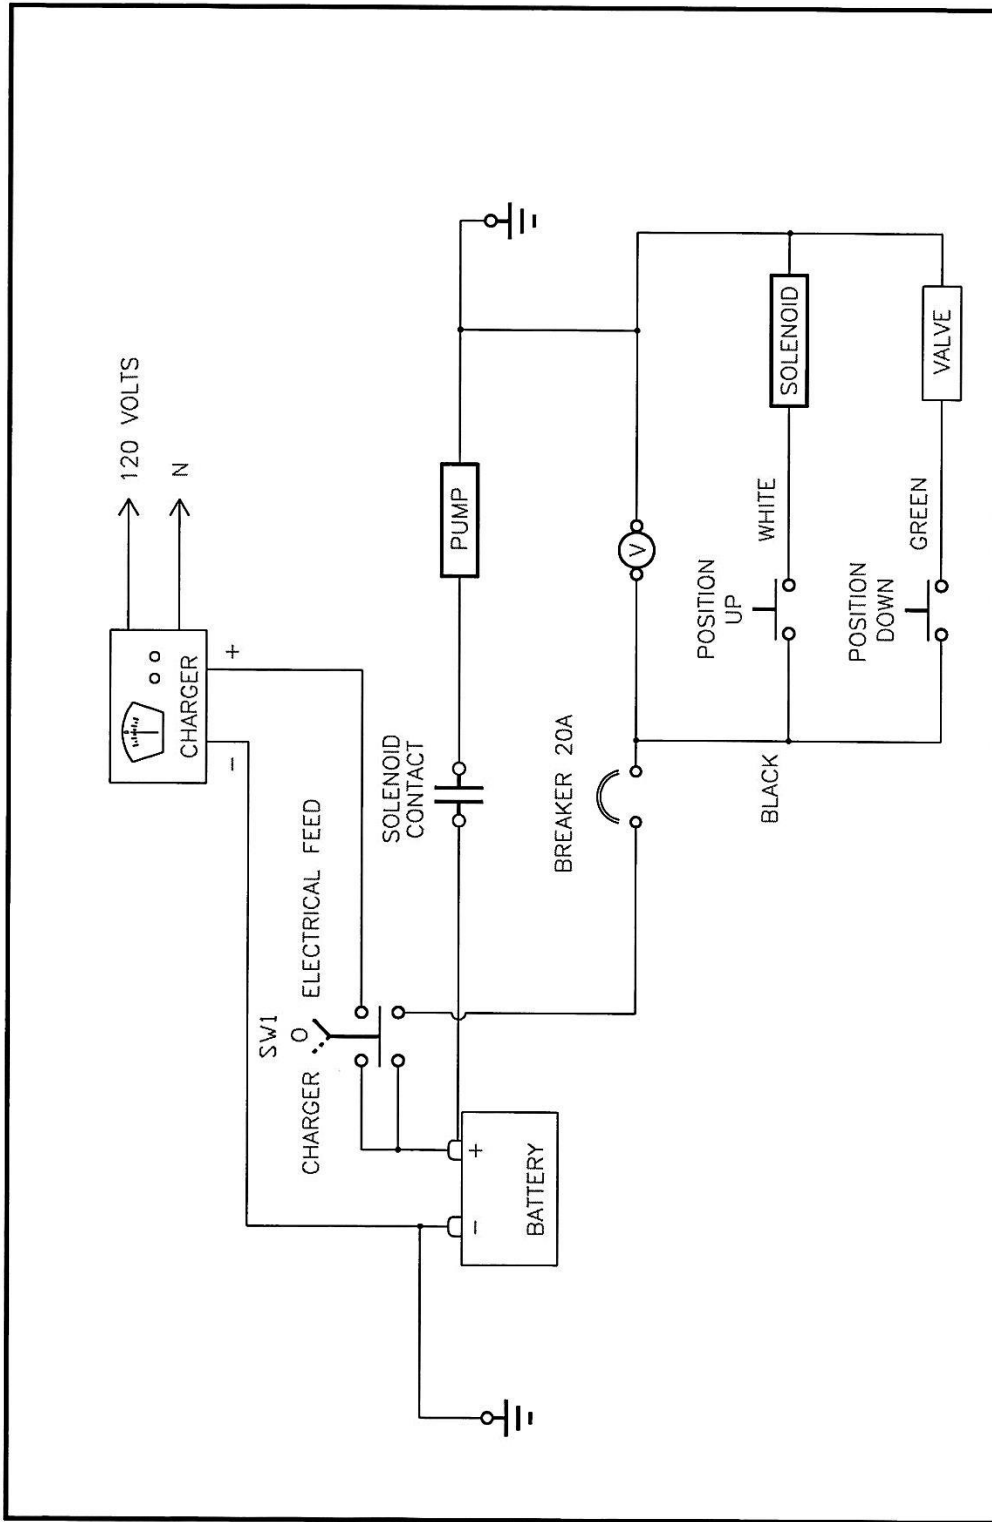 120 VOLTS
N
CHARGER
+
−
SW1
CHARGER
O
ELECTRICAL FEED
SOLENOID
CONTACT
PUMP
−
+
BATTERY
BREAKER 20A
V
BLACK
POSITION
UP
WHITE
SOLENOID
POSITION
DOWN
GREEN
VALVE